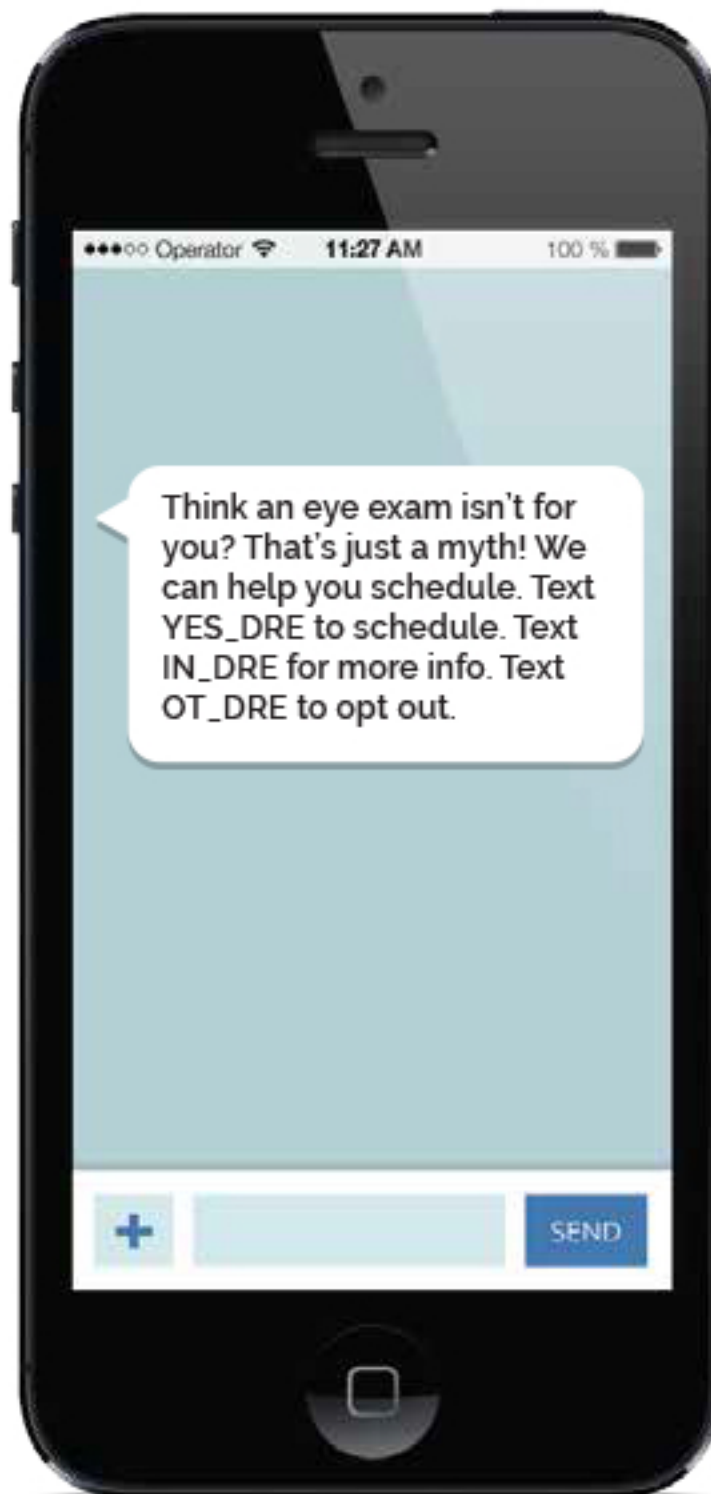 Operator 11:27 AM 100 %
Think an eye exam isn't for
you? That's just a myth! We
can help you schedule. Text
YES_DRE to schedule. Text
IN_DRE for more info. Text
OT_DRE to opt out.
SEND